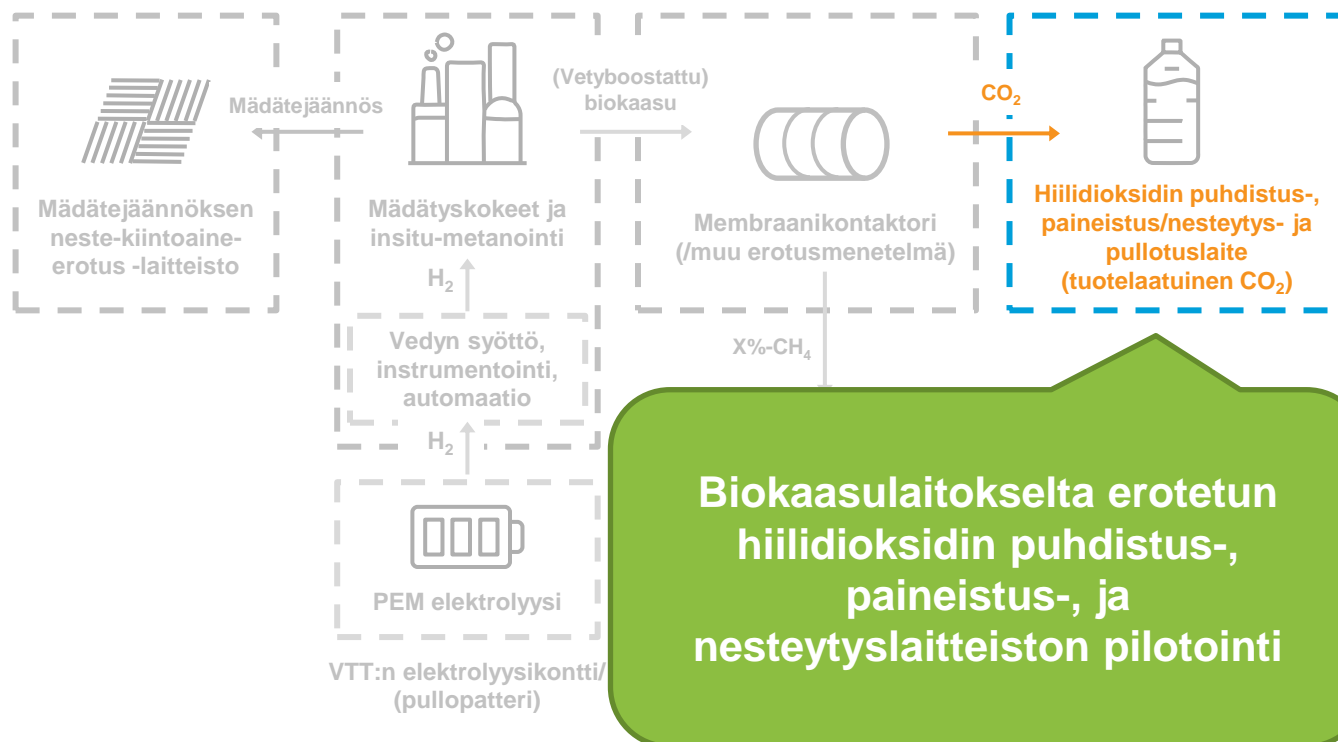 Mädätejäännös
Mädätejäännöksen
neste-kiintoaine-
erotus -laitteisto
Mädätyskokeet ja
insitu-metanointi
H₂
Vedyn syöttö,
instrumentointi,
automaatio
H₂
PEM elektrolyysi
VTT:n elektrolyysikontti/
(pullopatteri)
(Vetyboostattu)
biokaasu
Membraanikontaktori
(/muu erotusmenetelmä)
X%-CH₄
CO₂
Hiilidioksidin puhdistus-,
paineistus/nesteytys- ja
pullotuslaite
(tuotelaatuinen CO₂)
Biokaasulaitokselta erotetun
hiilidioksidin puhdistus-,
paineistus-, ja
nesteytyslaitteiston pilotointi